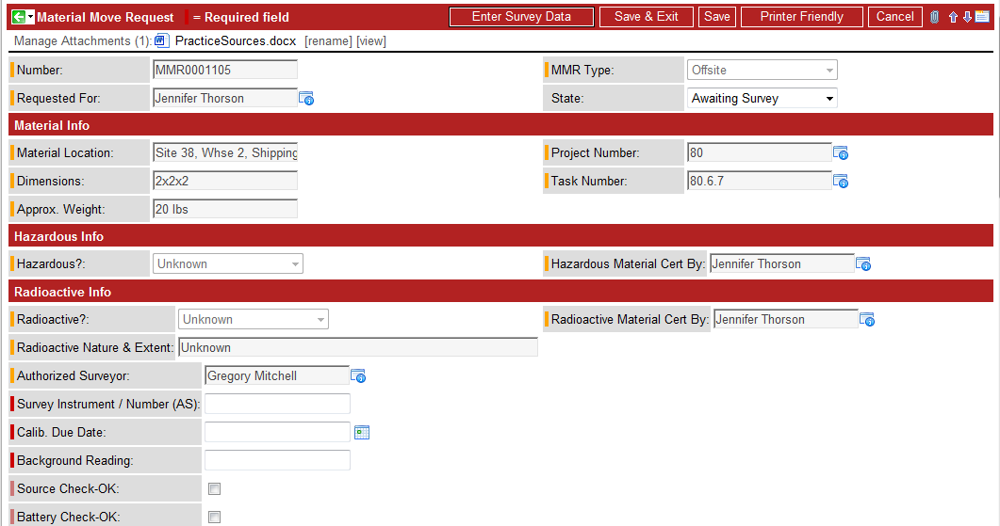 Material Move Request = Required field Enter Survey Data Save & Exit Save Printer Friendly Cancel
Manage Attachments (1): PracticeSources.docx [rename] [view]
Number: MMR0001105 MMR Type: Offsite
Requested For: Jennifer Thorson State: Awaiting Survey
Material Info
Material Location: Site 38, Whse 2, Shipping Project Number: 80
Dimensions: 2x2x2 Task Number: 80.6.7
Approx. Weight: 20 lbs
Hazardous Info
Hazardous?: Unknown Hazardous Material Cert By: Jennifer Thorson
Radioactive Info
Radioactive?: Unknown Radioactive Material Cert By: Jennifer Thorson
Radioactive Nature & Extent: Unknown
Authorized Surveyor: Gregory Mitchell
Survey Instrument / Number (AS):
Calib. Due Date:
Background Reading:
Source Check-OK:
Battery Check-OK: